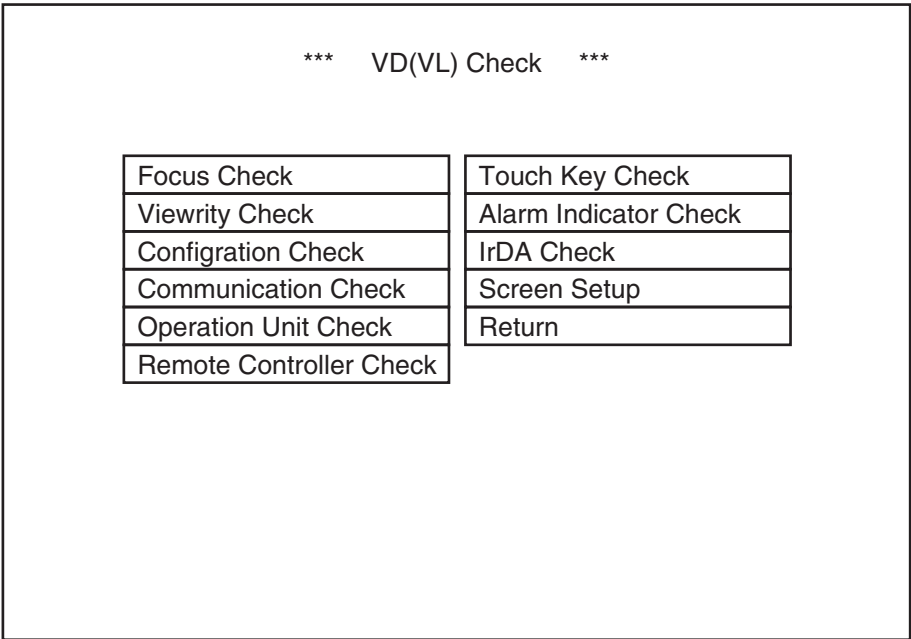 *** VD(VL) Check ***
Focus Check
Viewrity Check
Configration Check
Communication Check
Operation Unit Check
Remote Controller Check
Touch Key Check
Alarm Indicator Check
IrDA Check
Screen Setup
Return